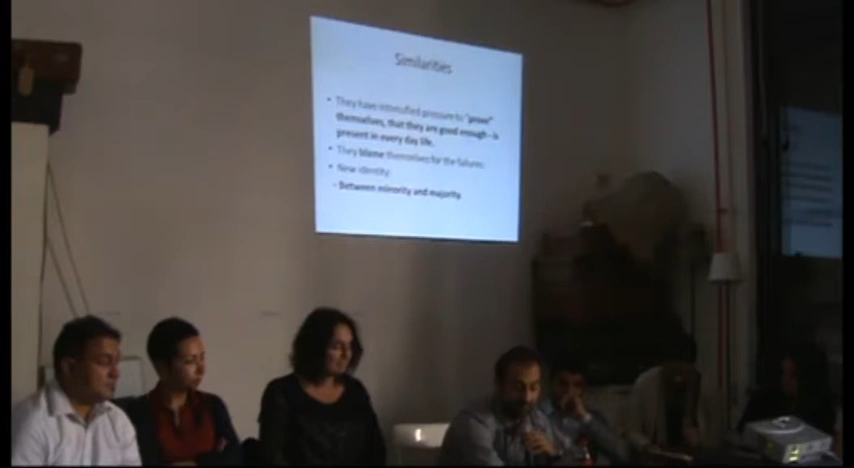 Similarities
• They have intensified pressure to "prove"
themselves, that they are good enough - is
present in every day life.
• They blame themselves for the failures.
• New identity
- Between minority and majority.